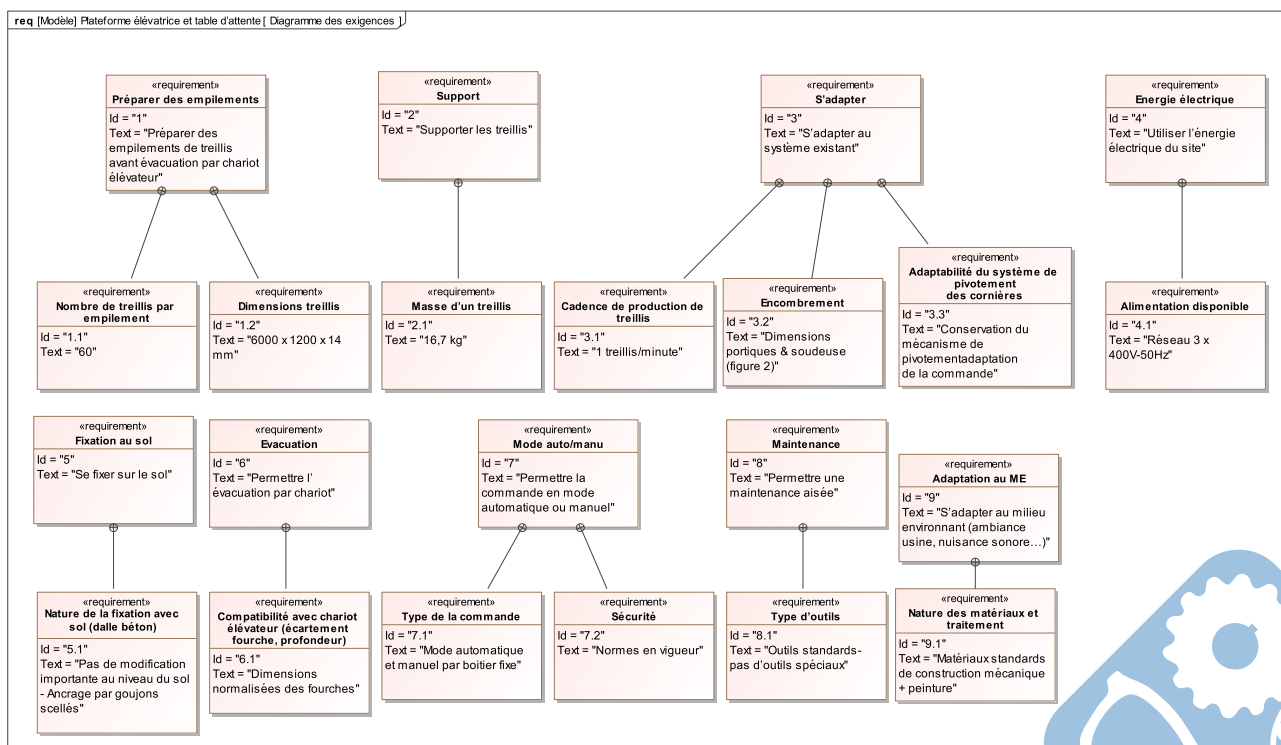 req [Modèle] Plateforme élévatrice et table d'attente [ Diagramme des exigences ]
«requirement»
Préparer des empilements
Id = "1"
Text = "Préparer des
empilements de treillis
avant évacuation par chariot
élévateur"
«requirement»
Support
Id = "2"
Text = "Supporter les treillis"
«requirement»
S'adapter
Id = "3"
Text = "S'adapter au
système existant"
«requirement»
Energie électrique
Id = "4"
Text = "Utiliser l'énergie
électrique du site"
«requirement»
Nombre de treillis par
empilement
Id = "1.1"
Text = "60"
«requirement»
Dimensions treillis
Id = "1.2"
Text = "6000 x 1200 x 14
mm"
«requirement»
Masse d'un treillis
Id = "2.1"
Text = "16,7 kg"
«requirement»
Cadence de production de
treillis
Id = "3.1"
Text = "1 treillis/minute"
«requirement»
Encombrement
Id = "3.2"
Text = "Dimensions
portiques & soudeuse
(figure 2)"
«requirement»
Adaptabilité du système de
pivotement
des cornières
Id = "3.3"
Text = "Conservation du
mécanisme de
pivotementadaptation
de la commande"
«requirement»
Alimentation disponible
Id = "4.1"
Text = "Réseau 3 x
400V-50Hz"
«requirement»
Fixation au sol
Id = "5"
Text = "Se fixer sur le sol"
«requirement»
Evacuation
Id = "6"
Text = "Permettre l'
évacuation par chariot"
«requirement»
Mode auto/manu
Id = "7"
Text = "Permettre la
commande en mode
automatique ou manuel"
«requirement»
Maintenance
Id = "8"
Text = "Permettre une
maintenance aisée"
«requirement»
Adaptation au ME
Id = "9"
Text = "S'adapter au milieu
environnant (ambiance
usine, nuisance sonore…)"
«requirement»
Nature de la fixation avec
sol (dalle béton)
Id = "5.1"
Text = "Pas de modification
importante au niveau du sol
- Ancrage par goujons
scellés"
«requirement»
Compatibilité avec chariot
élévateur (écartement
fourche, profondeur)
Id = "6.1"
Text = "Dimensions
normalisées des fourches"
«requirement»
Type de la commande
Id = "7.1"
Text = "Mode automatique
et manuel par boitier fixe"
«requirement»
Sécurité
Id = "7.2"
Text = "Normes en vigueur"
«requirement»
Type d'outils
Id = "8.1"
Text = "Outils standards-
pas d'outils spéciaux"
«requirement»
Nature des matériaux et
traitement
Id = "9.1"
Text = "Matériaux standards
de construction mécanique
+ peinture"